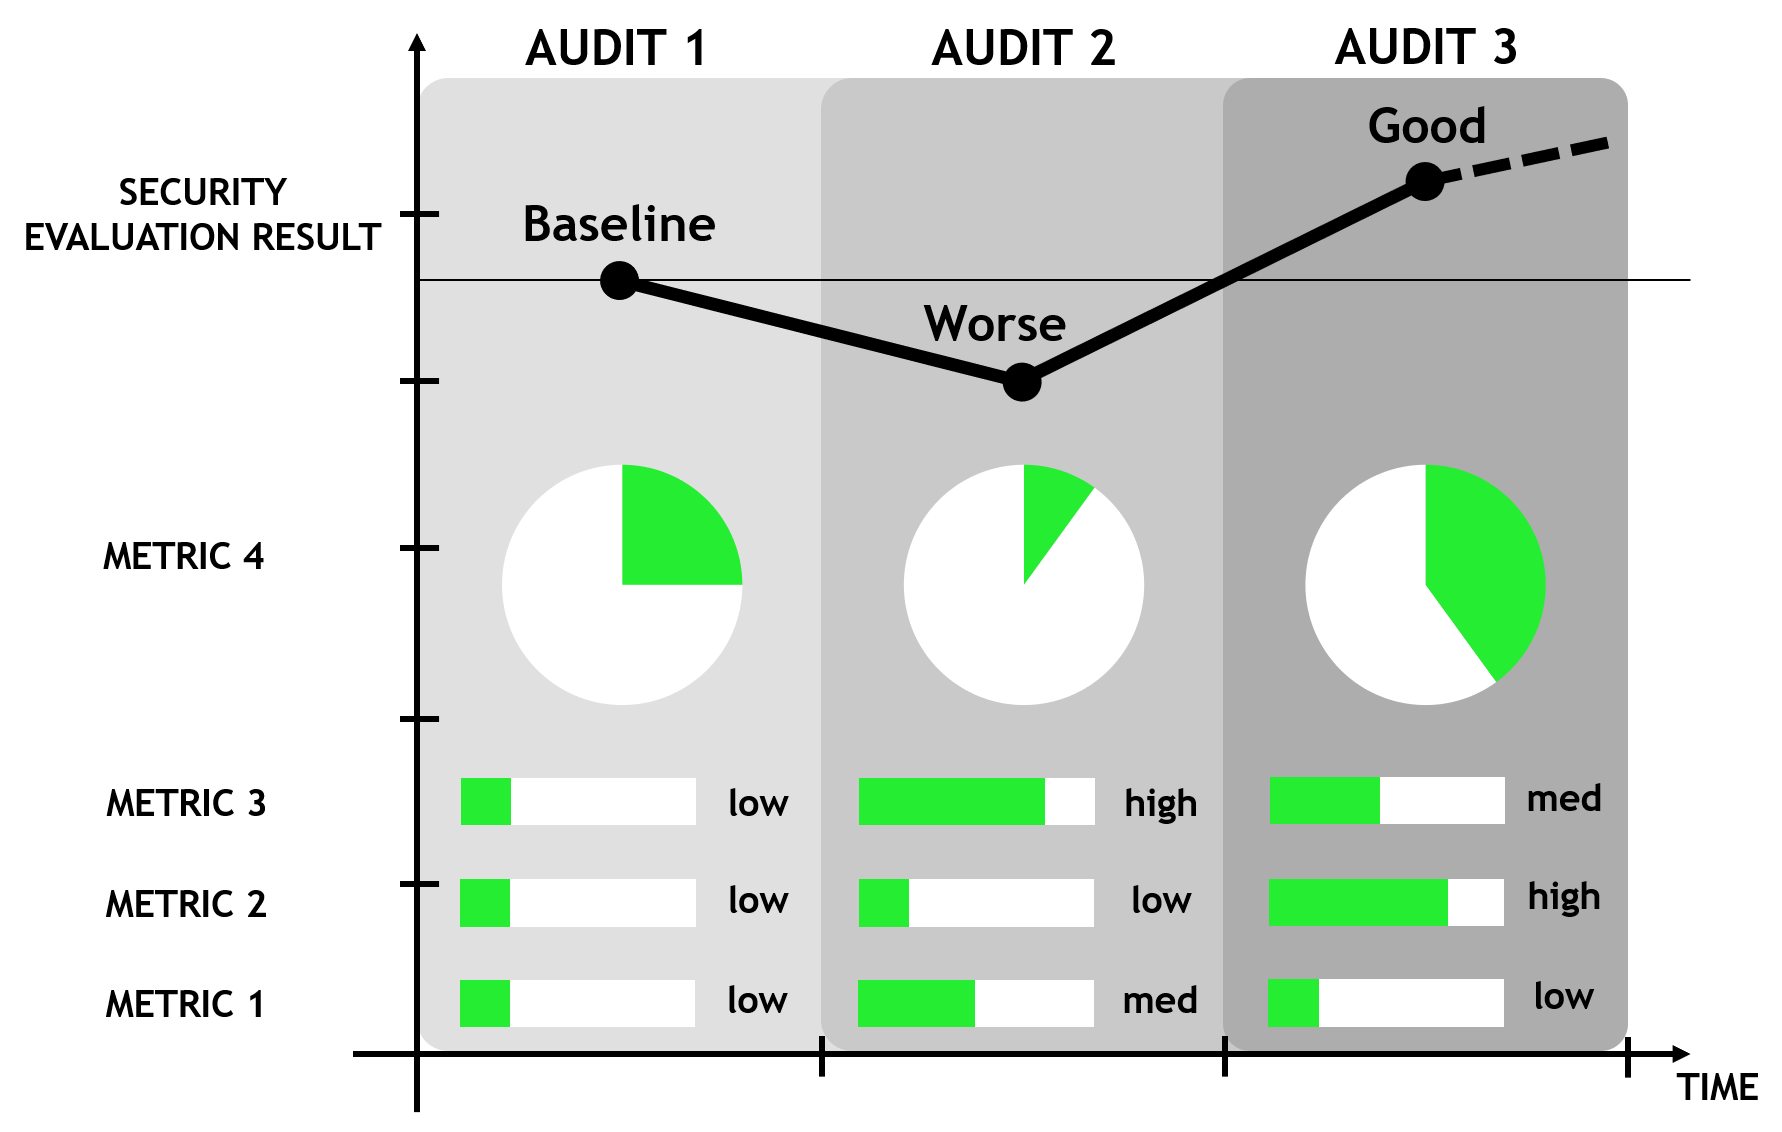 AUDIT 1
AUDIT 2
AUDIT 3
Good
SECURITY
EVALUATION RESULT
Baseline
Worse
METRIC 4
METRIC 3
low
high
med
METRIC 2
low
low
high
METRIC 1
low
med
low
TIME